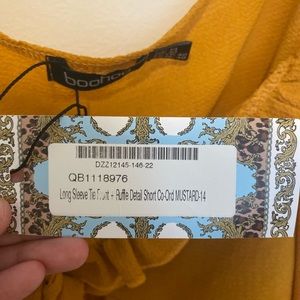 boohoo
DZZ12145-146-22
QB1118976
Long Sleeve Tie Front + Ruffle Detail Short Co-Ord MUSTARD-14